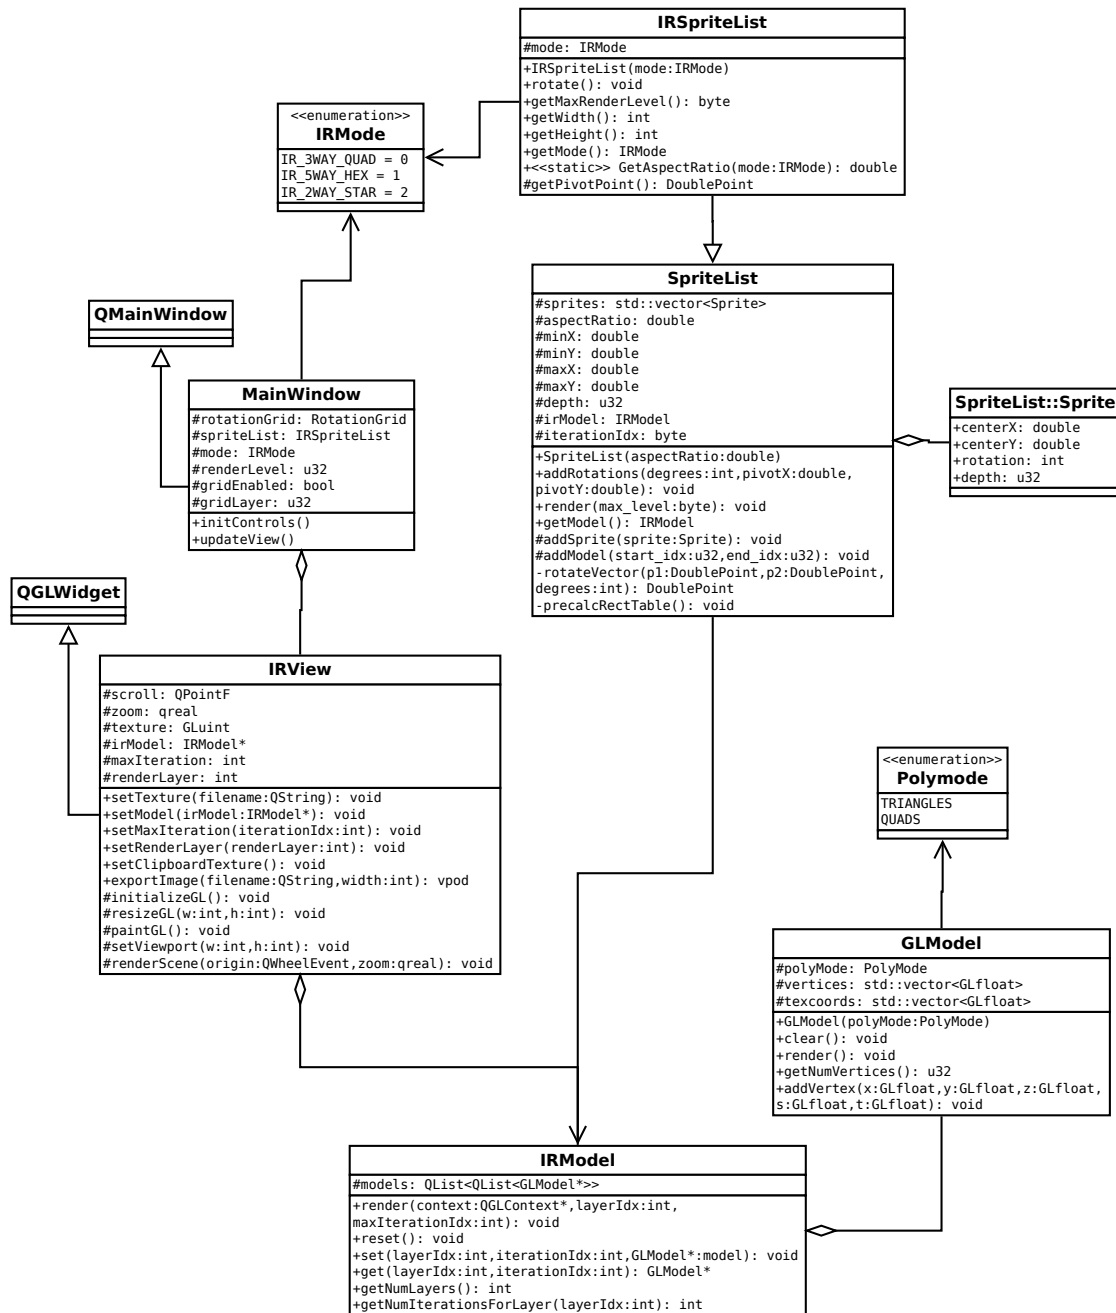 IRSpriteList
#mode: IRMode
+IRSpriteList(mode:IRMode)
+rotate(): void
+getMaxRenderLevel(): byte
+getWidth(): int
+getHeight(): int
+getMode(): IRMode
+<<static>> GetAspectRatio(mode:IRMode): double
#getPivotPoint(): DoublePoint
<<enumeration>>
IRMode
IR_3WAY_QUAD = 0
IR_5WAY_HEX = 1
IR_2WAY_STAR = 2
SpriteList
#sprites: std::vector<Sprite>
#aspectRatio: double
#minX: double
#minY: double
#maxX: double
#maxY: double
#depth: u32
#irModel: IRModel
#iterationIdx: byte
+SpriteList(aspectRatio:double)
+addRotations(degrees:int,pivotX:double,
pivotY:double): void
+render(max_level:byte): void
+getModel(): IRModel
#addSprite(sprite:Sprite): void
#addModel(start_idx:u32,end_idx:u32): void
-rotateVector(p1:DoublePoint,p2:DoublePoint,
degrees:int): DoublePoint
-precalcRectTable(): void
SpriteList::Sprite
+centerX: double
+centerY: double
+rotation: int
+depth: u32
QMainWindow
MainWindow
#rotationGrid: RotationGrid
#spriteList: IRSpriteList
#mode: IRMode
#renderLevel: u32
#gridEnabled: bool
#gridLayer: u32
+initControls()
+updateView()
QGLWidget
IRView
#scroll: QPointF
#zoom: qreal
#texture: GLuint
#irModel: IRModel*
#maxIteration: int
#renderLayer: int
+setTexture(filename:QString): void
+setModel(irModel:IRModel*): void
+setMaxIteration(iterationIdx:int): void
+setRenderLayer(renderLayer:int): void
+setClipboardTexture(): void
+exportImage(filename:QString,width:int): vpod
#initializeGL(): void
#resizeGL(w:int,h:int): void
#paintGL(): void
#setViewport(w:int,h:int): void
#renderScene(origin:QWheelEvent,zoom:qreal): void
<<enumeration>>
Polymode
TRIANGLES
QUADS
GLModel
#polyMode: PolyMode
#vertices: std::vector<GLfloat>
#texcoords: std::vector<GLfloat>
+GLModel(polyMode:PolyMode)
+clear(): void
+render(): void
+getNumVertices(): u32
+addVertex(x:GLfloat,y:GLfloat,z:GLfloat,
s:GLfloat,t:GLfloat): void
IRModel
#models: QList<QList<GLModel*>>
+render(context:QGLContext*,layerIdx:int,
maxIterationIdx:int): void
+reset(): void
+set(layerIdx:int,iterationIdx:int,GLModel*:model): void
+get(layerIdx:int,iterationIdx:int): GLModel*
+getNumLayers(): int
+getNumIterationsForLayer(layerIdx:int): int